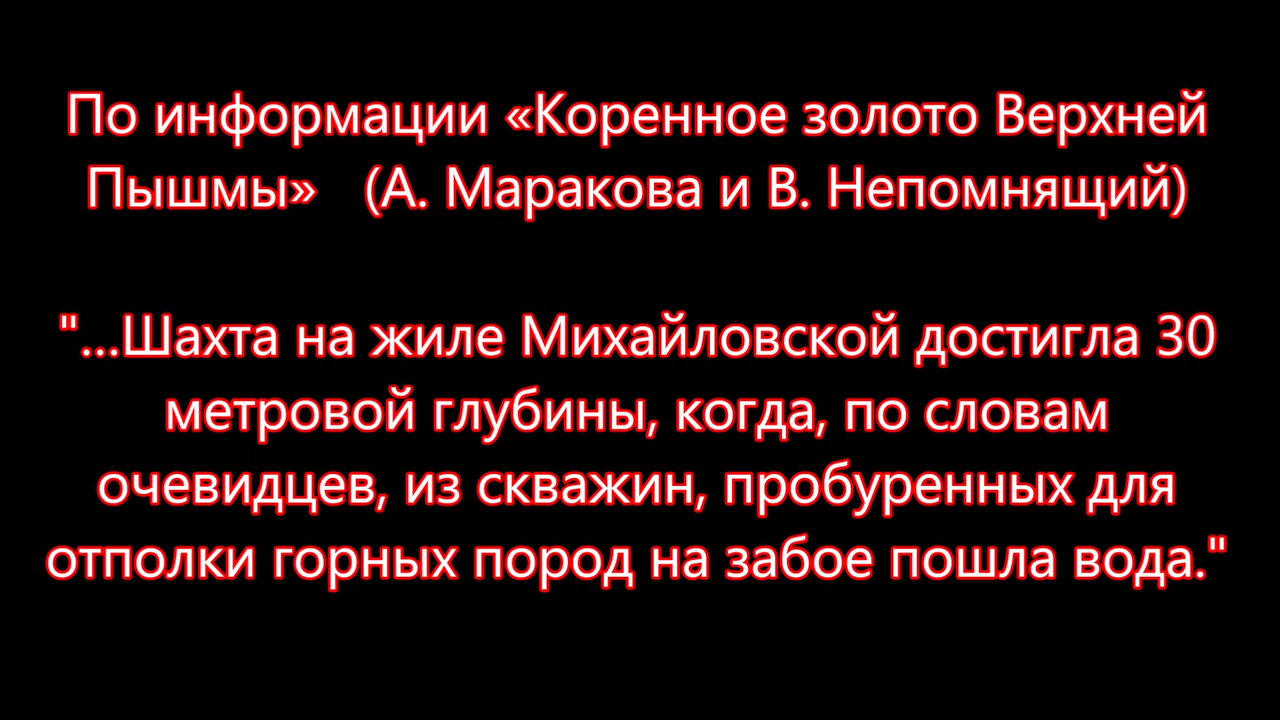 По информации «Коренное золото Верхней
Пышмы» (А. Маракова и В. Непомнящий)
"...Шахта на жиле Михайловской достигла 30
метровой глубины, когда, по словам
очевидцев, из скважин, пробуренных для
отполки горных пород на забое пошла вода."